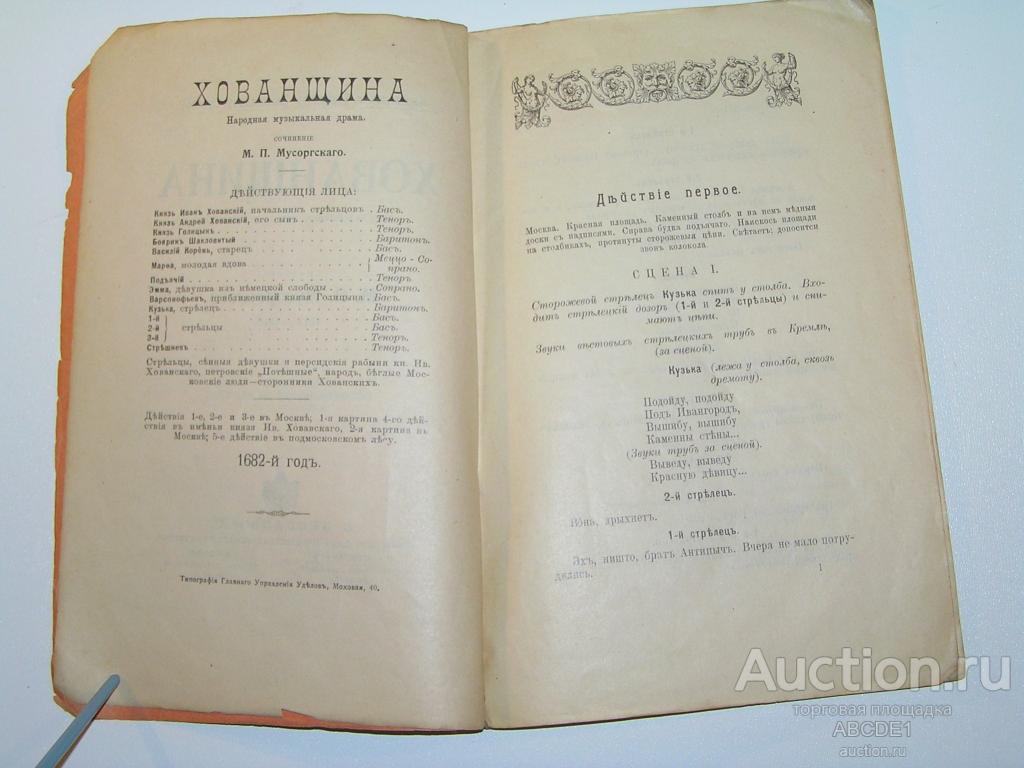 ХОВАНЩИНА
Народная музыкальная драма.
СОЧИНЕНІЕ
М. П. Мусоргскаго.
ДѢЙСТВУЮЩІЯ ЛИЦА:
Князь Иванъ Хованскій, начальник стрѣльцовъ . Басъ.
Князь Андрей Хованскій, его сынъ . . . . . . Теноръ.
Князь Голицынъ . . . . . . . . . . . . . Теноръ.
Бояринъ Шакловитый . . . . . . . . . . . Баритонъ.
Василій Корень, старецъ . . . . . . . . . . Басъ.
Марѳа, молодая вдова . . . . . . . . . . . { Меццо - Сопрано.
Подъячій . . . . . . . . . . . . . . . . Теноръ.
Эмма, дѣвушка изъ нѣмецкой слободы . . . . . Сопрано.
Варсонофьевъ, приближенный князя Голицына . Басъ.
Кузька, стрѣлецъ . . . . . . . . . . . . . Баритонъ.
1-й } . . . . . . . . . . . . . Басъ.
2-й } стрѣльцы . . . . . . . . Басъ.
3-й } . . . . . . . . . . . . . Теноръ.
Стрѣшневъ . . . . . . . . . . . . . . . Теноръ.
Стрѣльцы, сѣнныя дѣвушки и персидскія рабыни кн. Ив.
Хованскаго, петровскіе „Потѣшные“, народъ, бѣглые Мос-
ковскіе люди—сторонники Хованскихъ.
Дѣйствія 1-е, 2-е и 3-е въ Москвѣ; 1-я картина 4-го дѣй-
ствія въ имѣньи князя Ив. Хованскаго, 2-я картина въ
Москвѣ; 5-е дѣйствіе въ подмосковском лѣсу.
1682-й годъ.
Типографія Главнаго Управленія Удѣловъ, Моховая, 40.
Дѣйствіе первое.
Москва. Красная площадь. Каменный столбъ и на немъ мѣдныя
доски съ надписями. Справа будка подъячаго, Наискосъ площади
на столбикахъ, протянуты сторожевыя цѣпи. Свѣтаетъ; доносится
звонъ колокола
СЦЕНА I.
Сторожевой стрѣлецъ Кузька спитъ у столба. Вхо-
дитъ стрѣлецкій дозоръ (1-й и 2-й стрѣльцы) и сни-
маютъ цѣпи.
Звуки вѣстовыхъ стрѣлецкихъ трубъ въ Кремлѣ,
(за сценой).
Кузька (лежа у столба, сквозь
дремоту).
Подойду, подойду
Подъ Ивангородъ,
Вышибу, вышибу
Каменны стѣны...
(Звуки трубъ за сценой).
Выведу, выведу
Красную дѣвицу...
2-й стрѣлец.
Вонь, дрыхнетъ.
1-й стрѣлецъ.
Эхъ, ништо, братъ Антипычъ. Вчера не мало потру-
дились.
1
Auction.ru
торговая площадка
ABCDE1
auction.ru